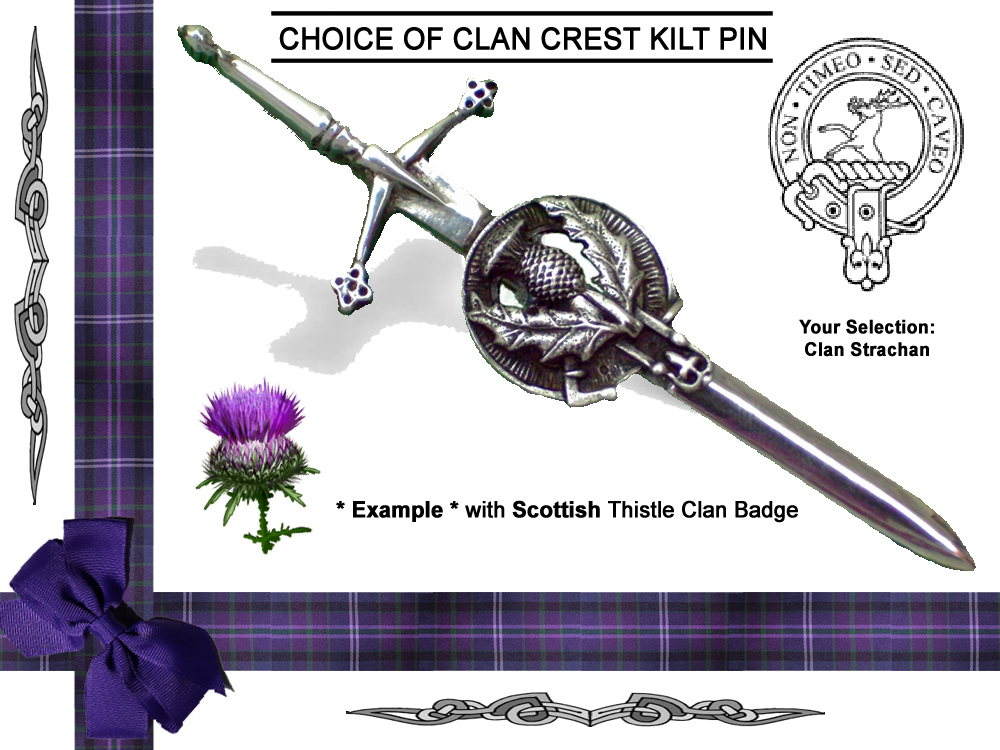 CHOICE OF CLAN CREST KILT PIN
NON · TIMEO · SED · CAVEO
Your Selection:
Clan Strachan
* Example * with Scottish Thistle Clan Badge